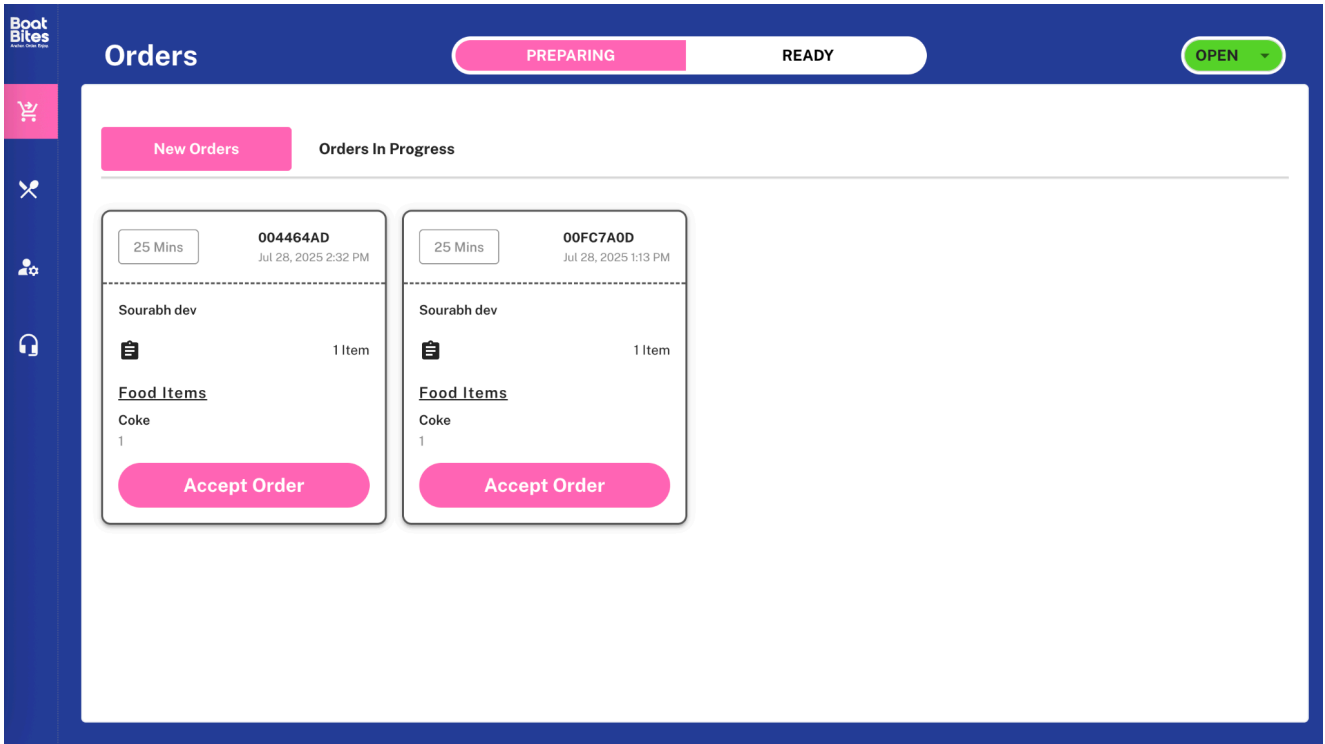 Boat
Bites
Orders
PREPARING
READY
OPEN
New Orders
Orders In Progress
25 Mins
004464AD
Jul 28, 2025 2:32 PM
Sourabh dev
1 Item
Food Items
Coke
1
Accept Order
25 Mins
00FC7A0D
Jul 28, 2025 1:13 PM
Sourabh dev
1 Item
Food Items
Coke
1
Accept Order